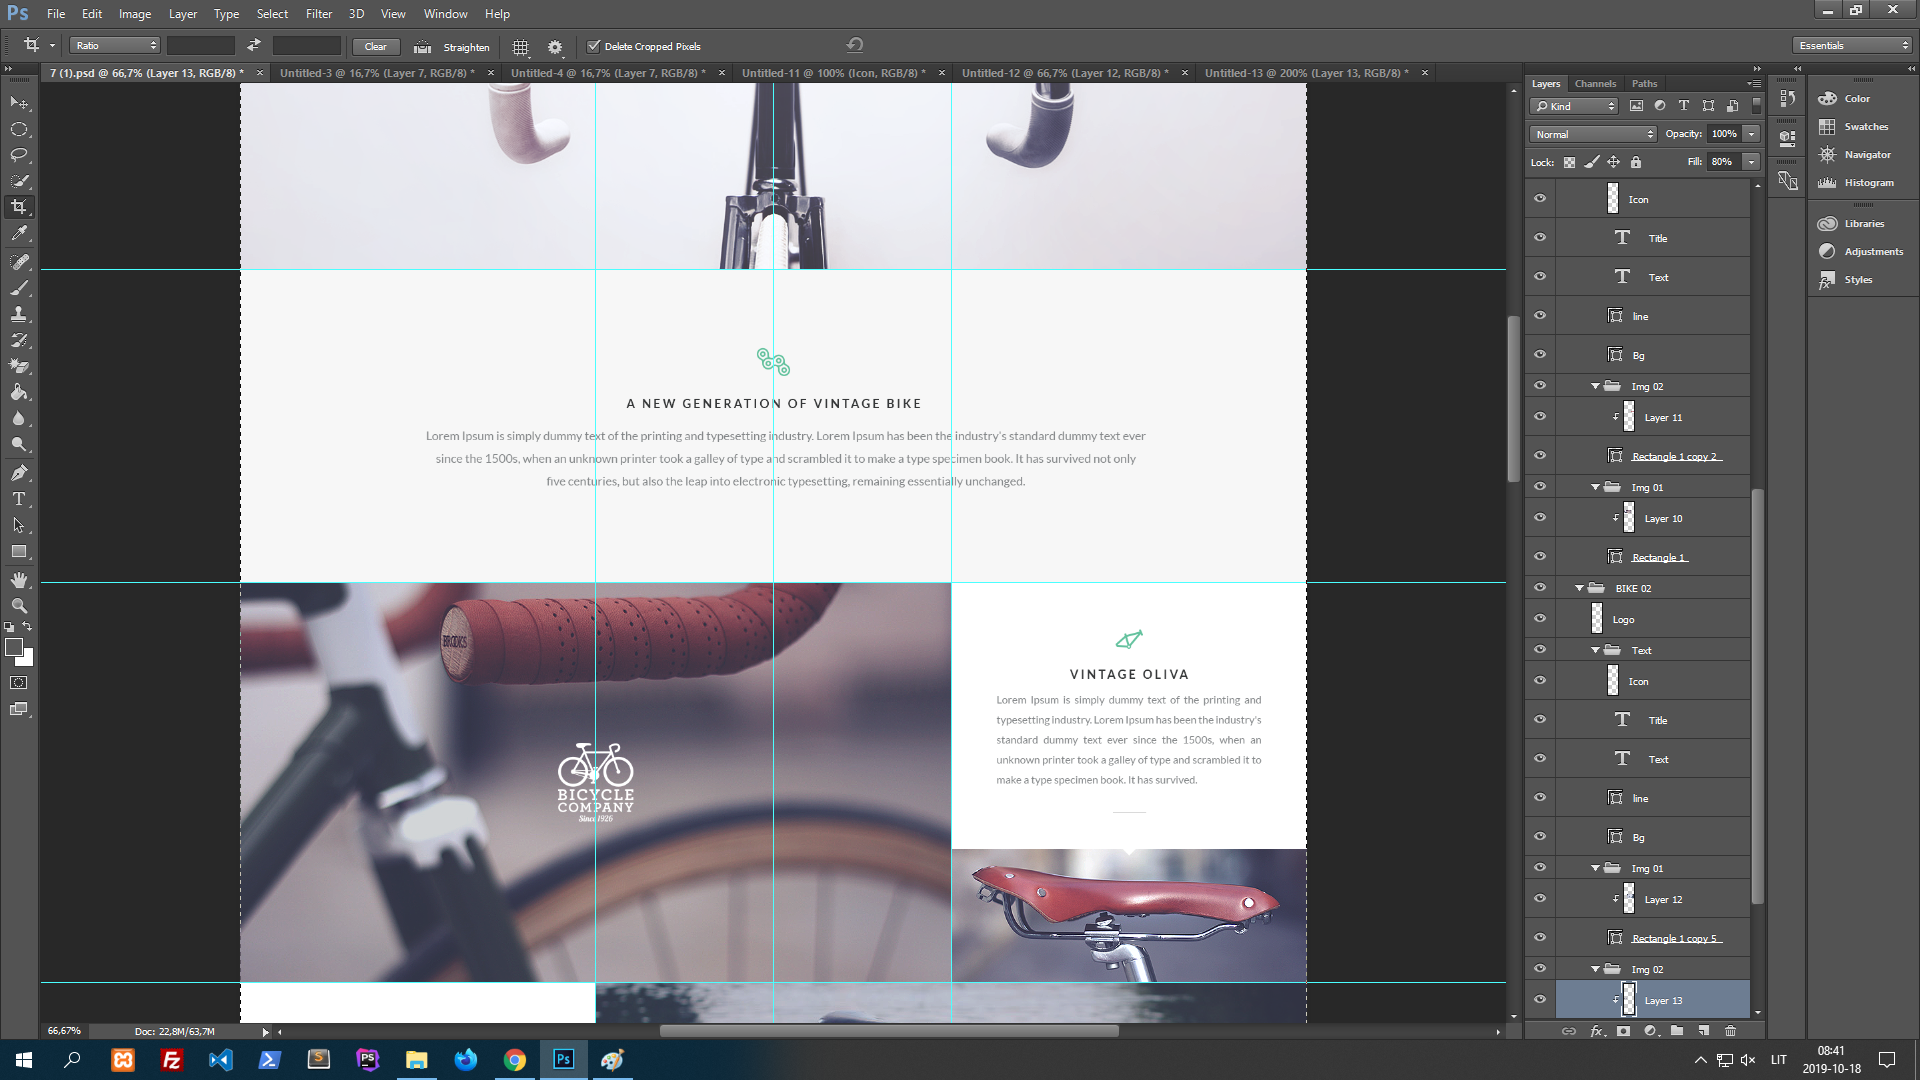 Ps File Edit Image Layer Type Select Filter 3D View Window Help
Ratio Clear Straighten Delete Cropped Pixels Essentials
7 (1).psd @ 66,7% (Layer 13, RGB/8) * × Untitled-3 @ 16,7% (Layer 7, RGB/8) * × Untitled-4 @ 16,7% (Layer 7, RGB/8) * × Untitled-11 @ 100% (Icon, RGB/8) * × Untitled-12 @ 66,7% (Layer 12, RGB/8) * × Untitled-13 @ 200% (Layer 13, RGB/8) * ×
A NEW GENERATION OF VINTAGE BIKE
Lorem Ipsum is simply dummy text of the printing and typesetting industry. Lorem Ipsum has been the industry's standard dummy text ever
since the 1500s, when an unknown printer took a galley of type and scrambled it to make a type specimen book. It has survived not only
five centuries, but also the leap into electronic typesetting, remaining essentially unchanged.
BROOKS
BICYCLE
COMPANY
Since 1926
VINTAGE OLIVA
Lorem Ipsum is simply dummy text of the printing and
typesetting industry. Lorem Ipsum has been the industry's
standard dummy text ever since the 1500s, when an
unknown printer took a galley of type and scrambled it to
make a type specimen book. It has survived.
66,67% Doc: 22,8M/63,7M
Layers Channels Paths
Kind
Normal Opacity: 100%
Lock: Fill: 80%
Icon
Title
Text
line
Bg
Img 02
Layer 11
Rectangle 1 copy 2
Img 01
Layer 10
Rectangle 1
BIKE 02
Logo
Text
Icon
Title
Text
line
Bg
Img 01
Layer 12
Rectangle 1 copy 5
Img 02
Layer 13
Color
Swatches
Navigator
Histogram
Libraries
Adjustments
Styles
LIT
08:41
2019-10-18